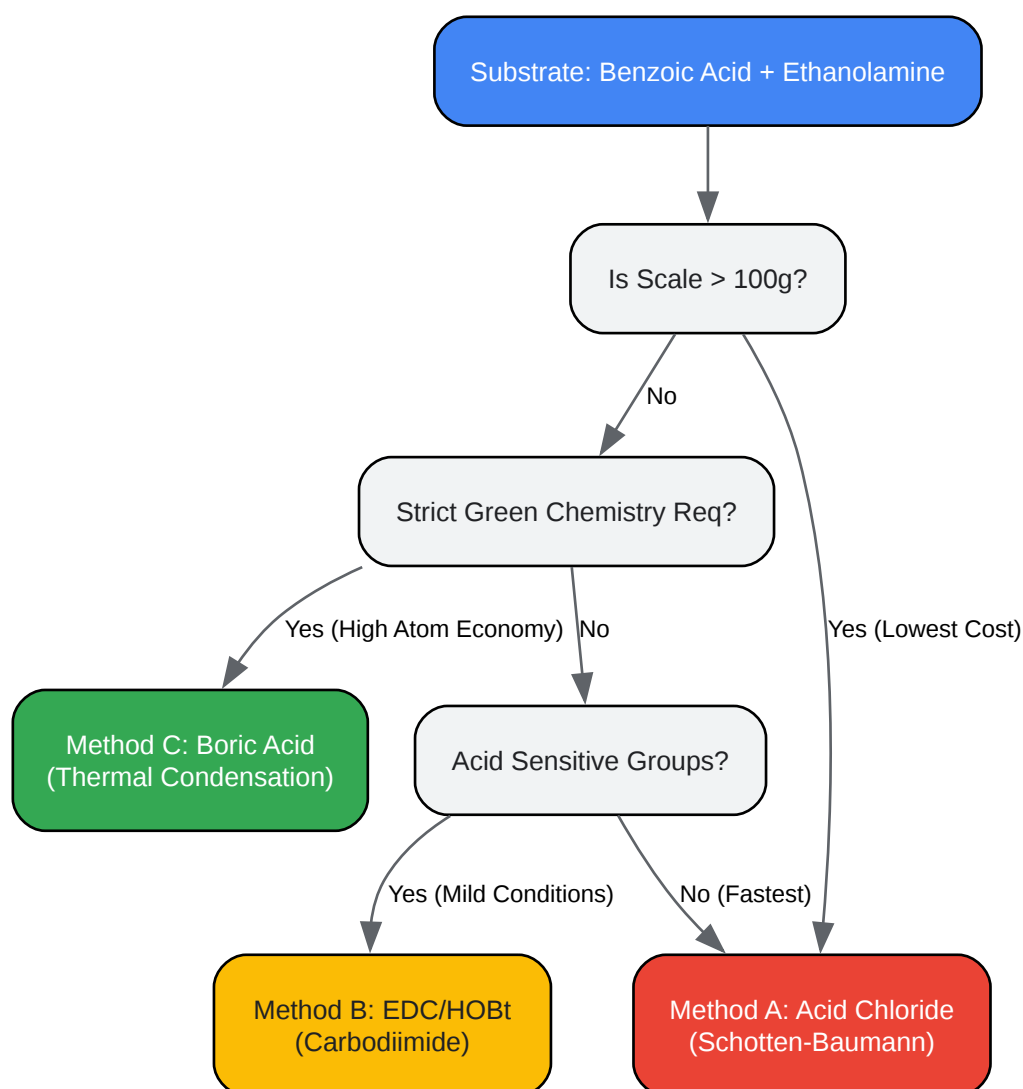 Substrate: Benzoic Acid + Ethanolamine
Is Scale > 100g?
No
Strict Green Chemistry Req?
Yes (High Atom Economy)
No
Yes (Lowest Cost)
Method C: Boric Acid
(Thermal Condensation)
Acid Sensitive Groups?
Yes (Mild Conditions)
No (Fastest)
Method B: EDC/HOBt
(Carbodiimide)
Method A: Acid Chloride
(Schotten-Baumann)